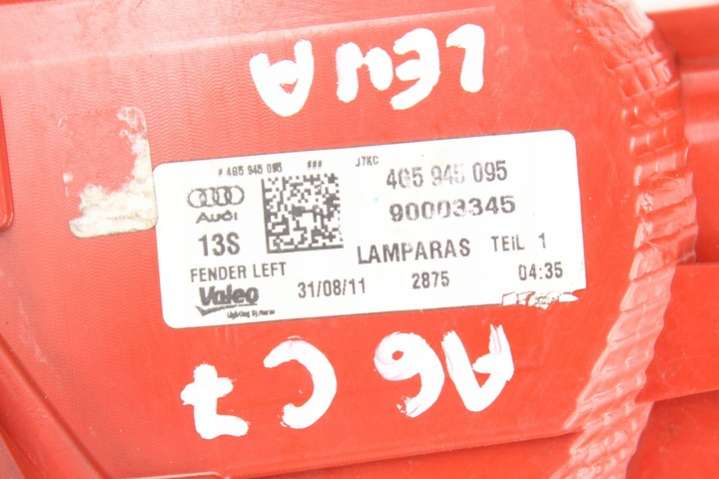 LEWA
# 4G5 945 095 ###
J7KC
4G5 945 095
Audi
90003345
13S
LAMPARAS TEIL 1
FENDER LEFT
31/08/11 2875 04:35
Valeo
A6 C7